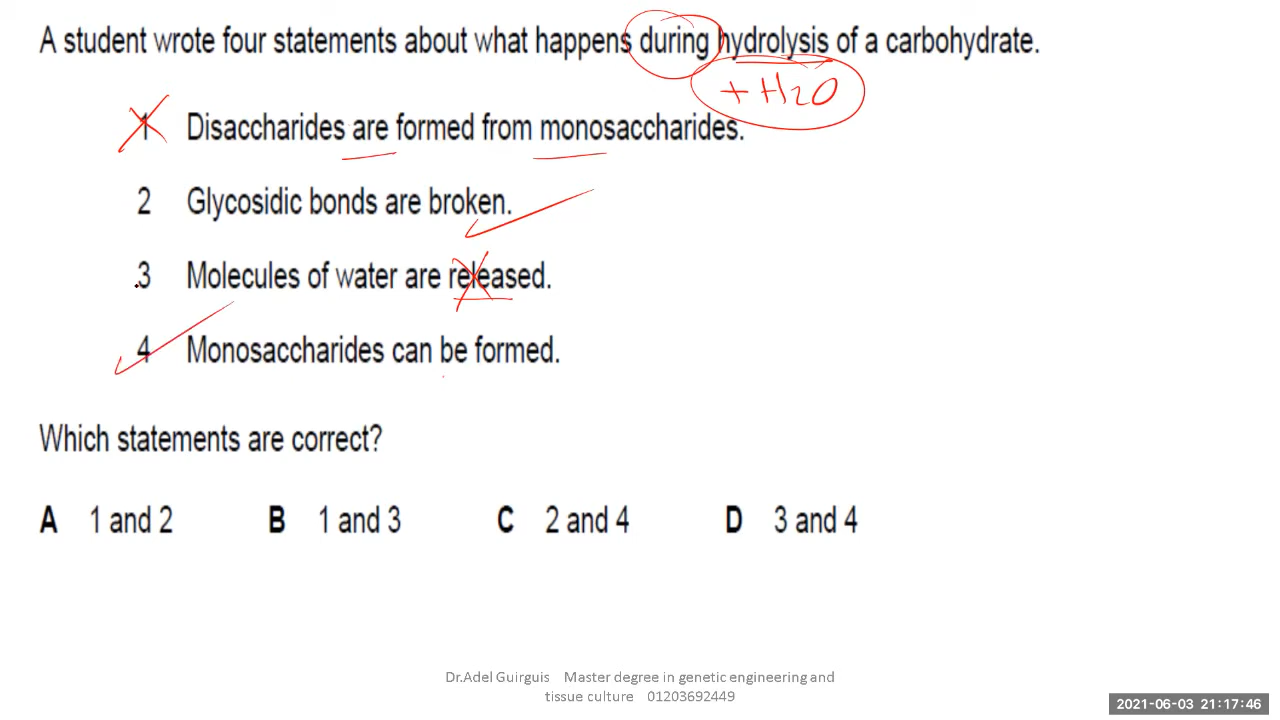 A student wrote four statements about what happens during hydrolysis of a carbohydrate.
+ H2O
1 Disaccharides are formed from monosaccharides.
2 Glycosidic bonds are broken.
3 Molecules of water are released.
4 Monosaccharides can be formed.
Which statements are correct?
A 1 and 2 B 1 and 3 C 2 and 4 D 3 and 4
Dr.Adel Guirguis Master degree in genetic engineering and
tissue culture 01203692449
2021-06-03 21:17:46